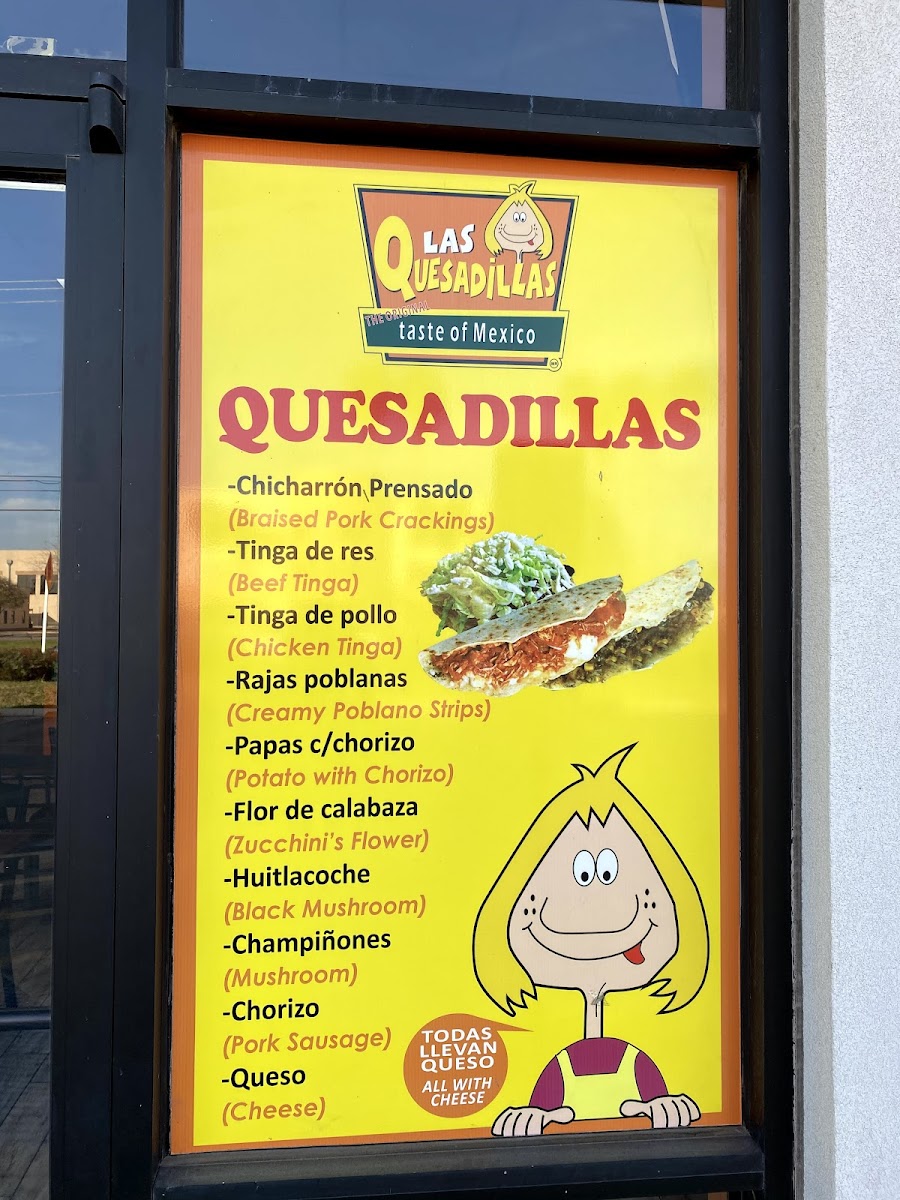 LAS
QUESADILLAS
THE ORIGINAL
taste of Mexico
MR
QUESADILLAS
-Chicharrón Prensado
(Braised Pork Crackings)
-Tinga de res
(Beef Tinga)
-Tinga de pollo
(Chicken Tinga)
-Rajas poblanas
(Creamy Poblano Strips)
-Papas c/chorizo
(Potato with Chorizo)
-Flor de calabaza
(Zucchini's Flower)
-Huitlacoche
(Black Mushroom)
-Champiñones
(Mushroom)
-Chorizo
(Pork Sausage)
-Queso
(Cheese)
TODAS
LLEVAN
QUESO
ALL WITH
CHEESE